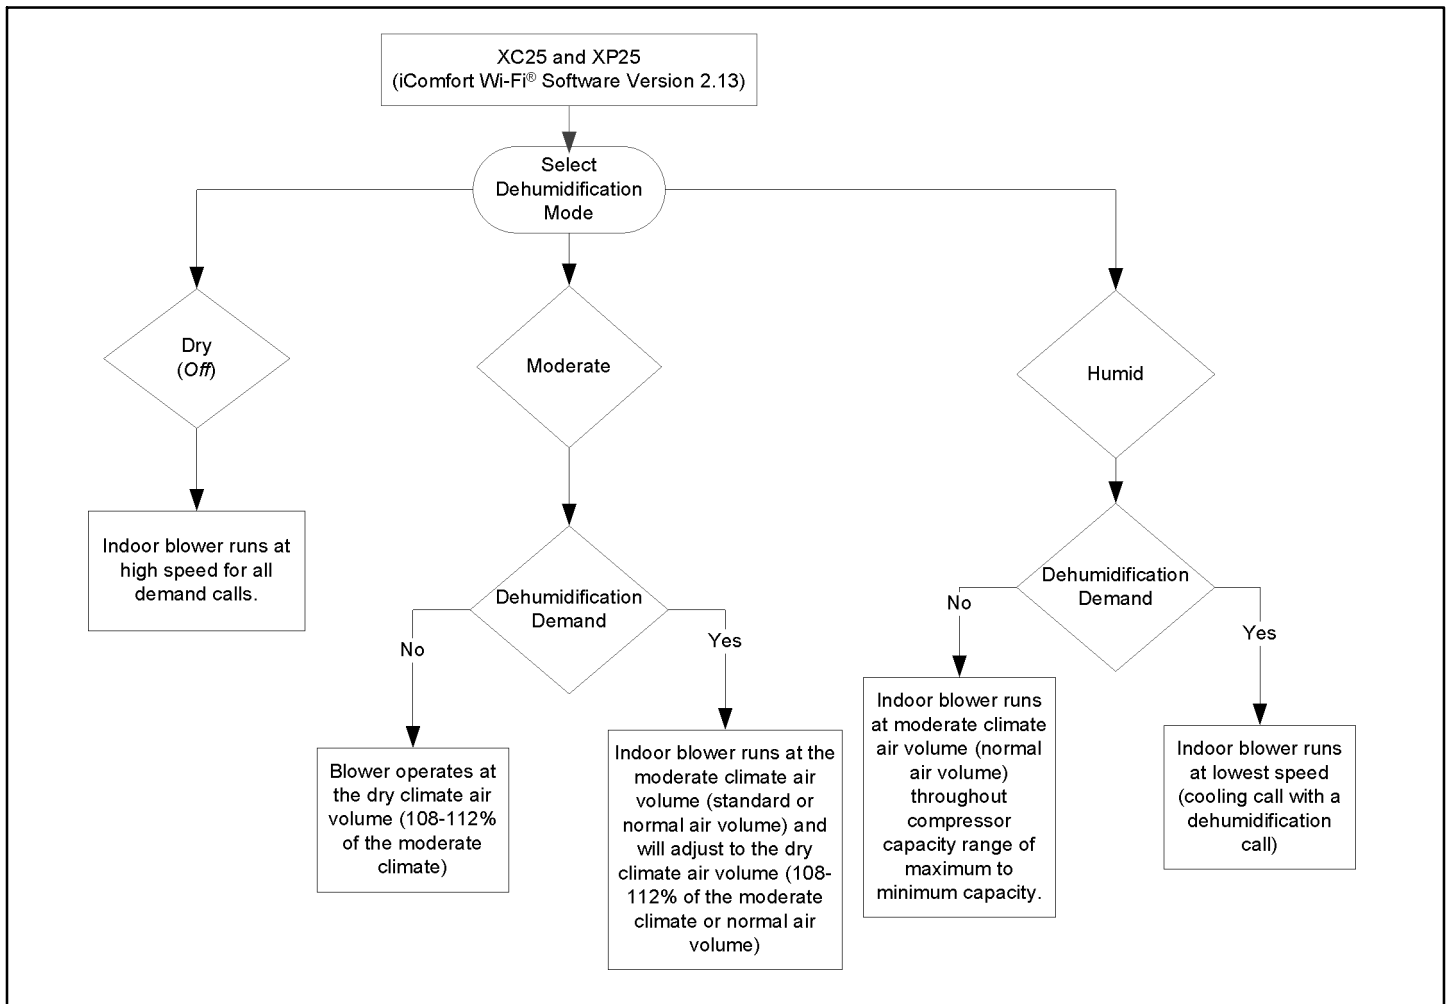 XC25 and XP25
(iComfort Wi-Fi® Software Version 2.13)
Select
Dehumidification
Mode
Dry
(Off)
Moderate
Humid
Indoor blower runs at
high speed for all
demand calls.
Dehumidification
Demand
No
Yes
Dehumidification
Demand
No
Yes
Blower operates at
the dry climate air
volume (108-112%
of the moderate
climate)
Indoor blower runs at the
moderate climate air
volume (standard or
normal air volume) and
will adjust to the dry
climate air volume (108-
112% of the moderate
climate or normal air
volume)
Indoor blower runs
at moderate climate
air volume (normal
air volume)
throughout
compressor
capacity range of
maximum to
minimum capacity.
Indoor blower runs
at lowest speed
(cooling call with a
dehumidification
call)